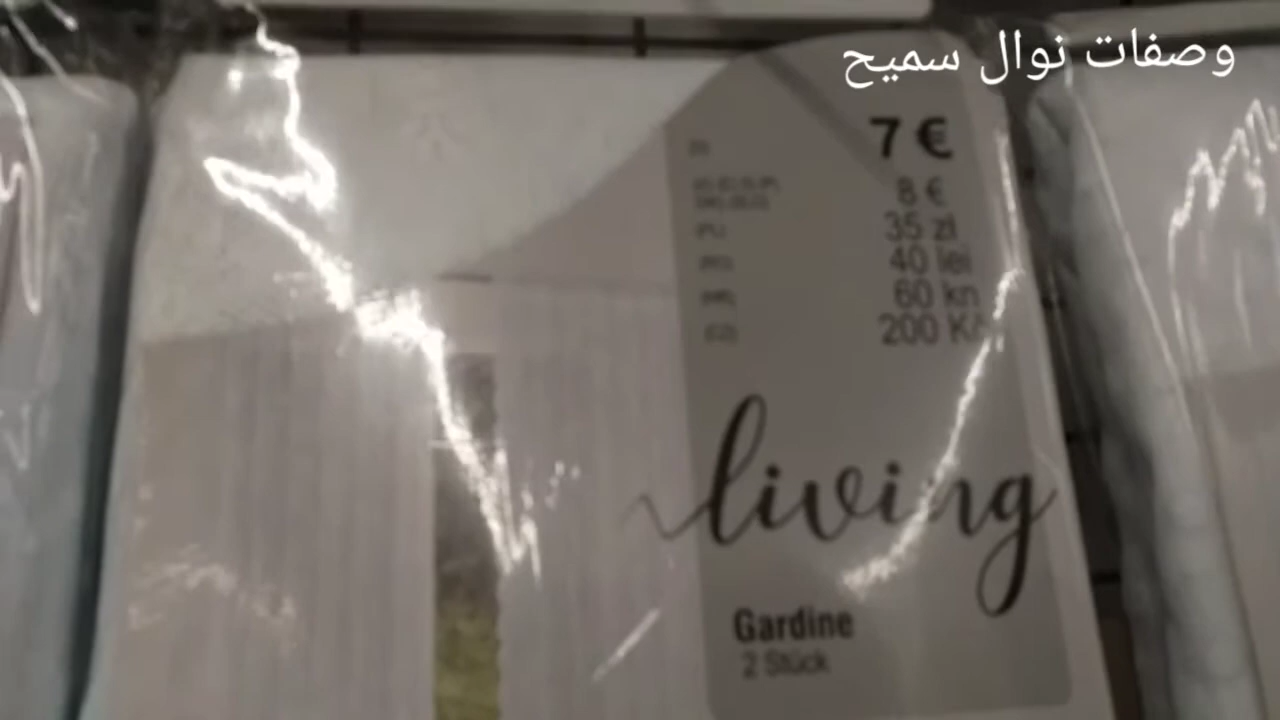 وصفات نوال سميح
7 €
8 €
35 zł
40 lei
60 kn
200 Kč
living
Gardine
2 Stück